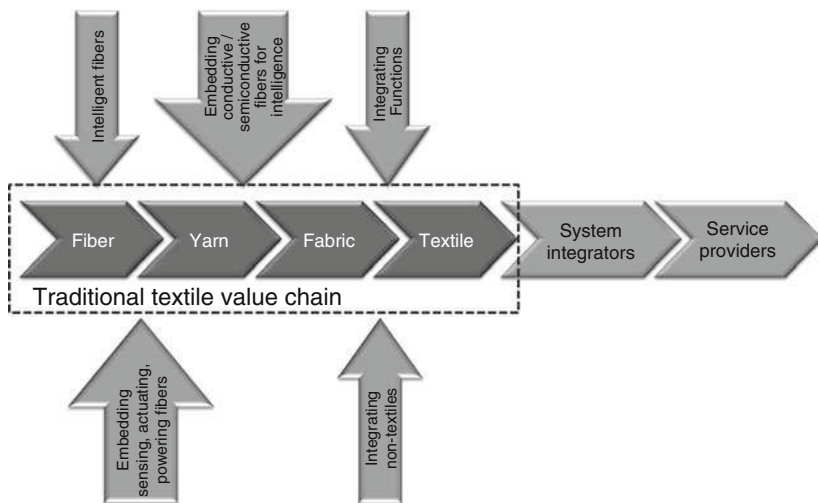 Intelligent fibers
Embedding
conductive /
semiconductive
fibers for
intelligence
Integrating
Functions
Fiber
Yarn
Fabric
Textile
System
integrators
Service
providers
Traditional textile value chain
Embedding
sensing, actuating,
powering fibers
Integrating
non-textiles